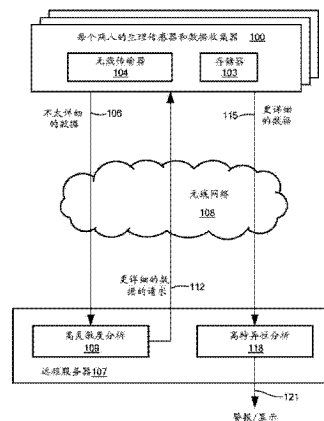 每个病人的生理传感器和数据收集器 100
无线传输器
104
存储器
103
不太详细
的数据
106
115
更详细
的数据
无线网络
108
更详细的数
据的请求
112
高灵敏度分析
109
高特异性分析
118
远程服务器107
121
警报/显示